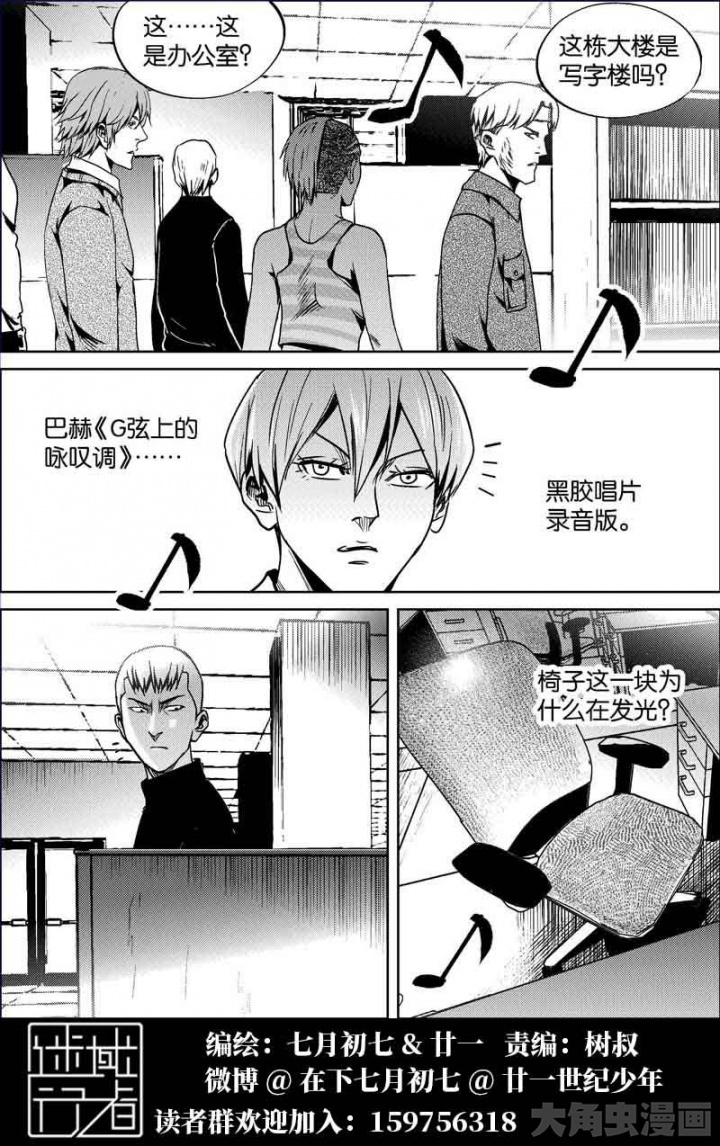 这……这
是办公室？
这栋大楼是
写字楼吗？
巴赫《G弦上的
咏叹调》……
黑胶唱片
录音版。
椅子这一块为
什么在发光？
迷域
行者
编绘：七月初七 & 廿一 责编：树叔
微博 @ 在下七月初七 @ 廿一世纪少年
读者群欢迎加入：159756318
大角虫漫画